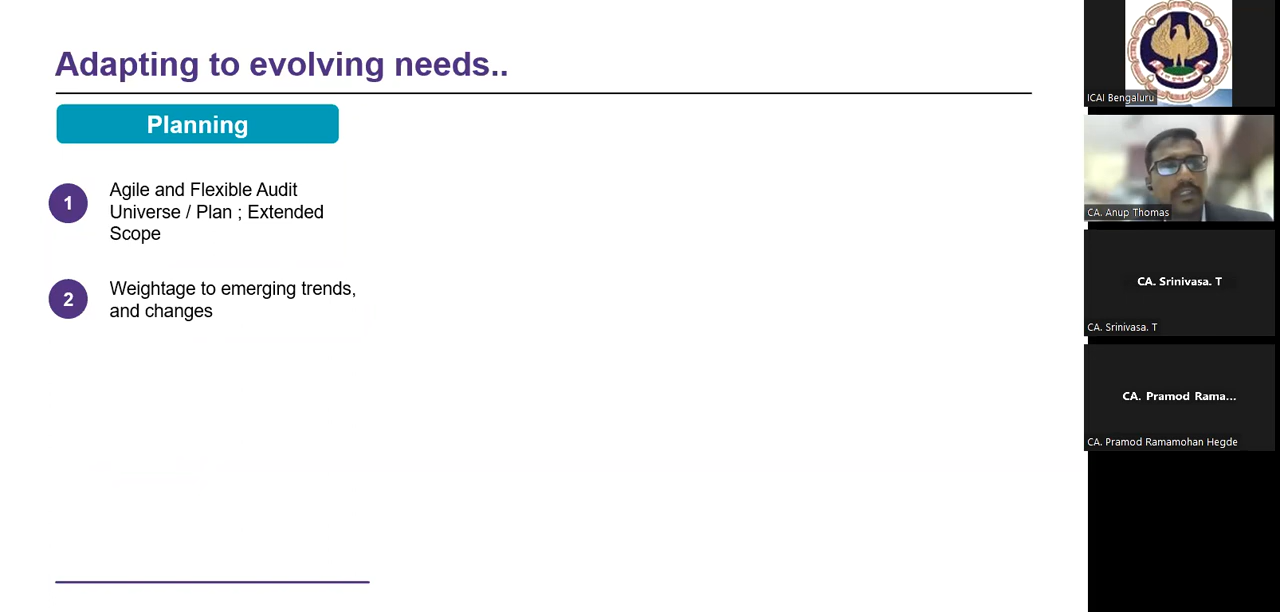 Adapting to evolving needs..
Planning
1
Agile and Flexible Audit
Universe / Plan ; Extended
Scope
2
Weightage to emerging trends,
and changes
ICAI Bengaluru
CA. Anup Thomas
CA. Srinivasa. T
CA. Srinivasa. T
CA. Pramod Rama...
CA. Pramod Ramamohan Hegde